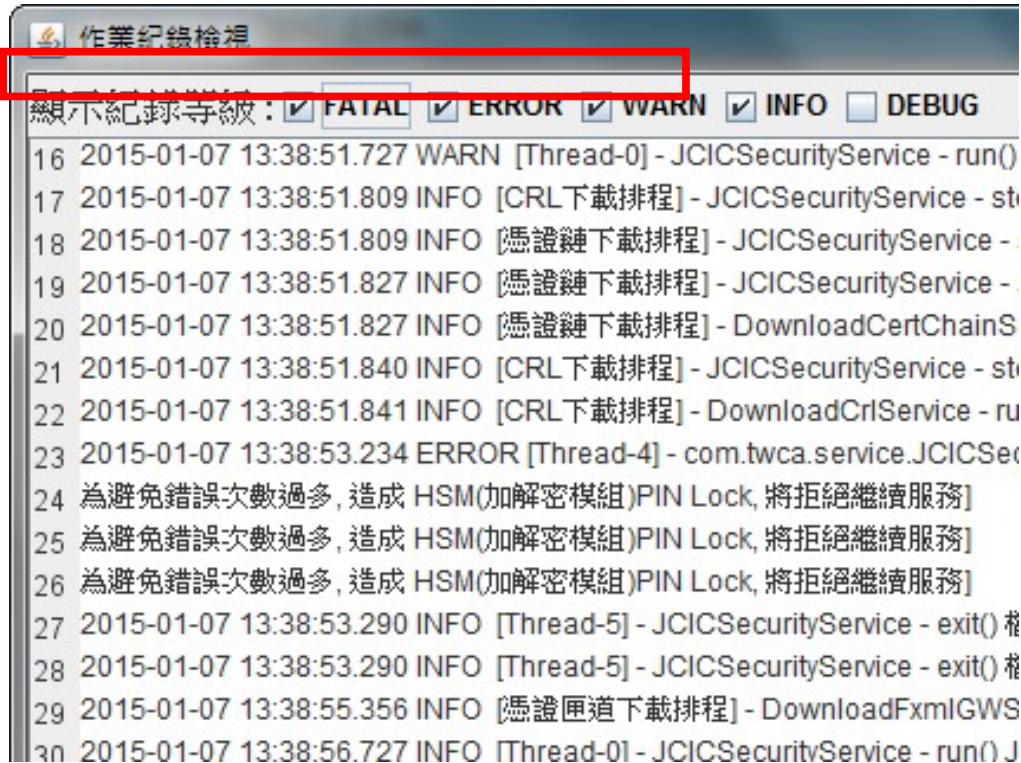 作業紀錄檢視
顯示紀錄等級: FATAL ERROR WARN INFO DEBUG
16 2015-01-07 13:38:51.727 WARN [Thread-0] - JCICSecurityService - run()
17 2015-01-07 13:38:51.809 INFO [CRL下載排程] - JCICSecurityService - st
18 2015-01-07 13:38:51.809 INFO [憑證鏈下載排程] - JCICSecurityService -
19 2015-01-07 13:38:51.827 INFO [憑證鏈下載排程] - JCICSecurityService -
20 2015-01-07 13:38:51.827 INFO [憑證鏈下載排程] - DownloadCertChainS
21 2015-01-07 13:38:51.840 INFO [CRL下載排程] - JCICSecurityService - st
22 2015-01-07 13:38:51.841 INFO [CRL下載排程] - DownloadCrlService - ru
23 2015-01-07 13:38:53.234 ERROR [Thread-4] - com.twca.service.JCICSec
24 為避免錯誤次數過多, 造成 HSM(加解密模組)PIN Lock, 將拒絕繼續服務]
25 為避免錯誤次數過多, 造成 HSM(加解密模組)PIN Lock, 將拒絕繼續服務]
26 為避免錯誤次數過多, 造成 HSM(加解密模組)PIN Lock, 將拒絕繼續服務]
27 2015-01-07 13:38:53.290 INFO [Thread-5] - JCICSecurityService - exit()
28 2015-01-07 13:38:53.290 INFO [Thread-5] - JCICSecurityService - exit()
29 2015-01-07 13:38:55.356 INFO [憑證匣道下載排程] - DownloadFxmlGWS
30 2015-01-07 13:38:56.727 INFO [Thread-0] - JCICSecurityService - run() J